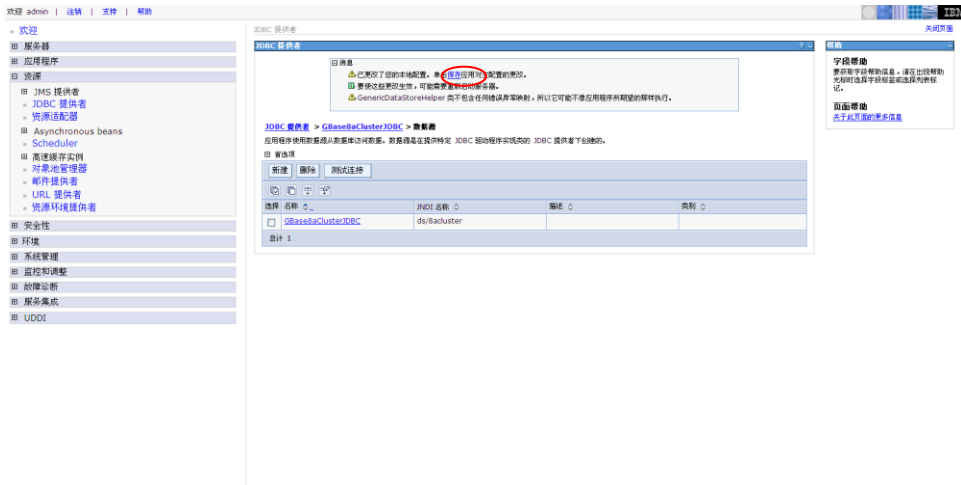 欢迎 admin | 注销 | 支持 | 帮助
IBM
欢迎
服务器
应用程序
资源
JMS 提供者
JDBC 提供者
资源适配器
Asynchronous beans
Scheduler
高速缓存实例
对象池管理器
邮件提供者
URL 提供者
资源环境提供者
安全性
环境
系统管理
监控和调整
故障诊断
服务集成
UDDI
JDBC 提供者
关闭页面
JDBC 提供者
消息
已更改了您的本地配置。单击保存应用对主配置的更改。
要使这些更改生效，可能需要重新启动服务器。
GenericDataStoreHelper 类不包含任何错误异常映射，所以它可能不像应用程序所期望的那样执行。
JDBC 提供者 > GBase8aClusterJDBC > 数据源
应用程序使用数据源从数据库访问数据。数据源是在提供特定 JDBC 驱动程序实现类的 JDBC 提供者下创建的。
首选项
新建 删除 测试连接
选择 名称 JNDI 名称 描述 类别
GBase8aClusterJDBC ds/8acluster
总计 1
帮助
字段帮助
要获取字段帮助信息，请在出现帮助
光标时选择字段标签或选择列表标
记。
页面帮助
关于此页面的更多信息